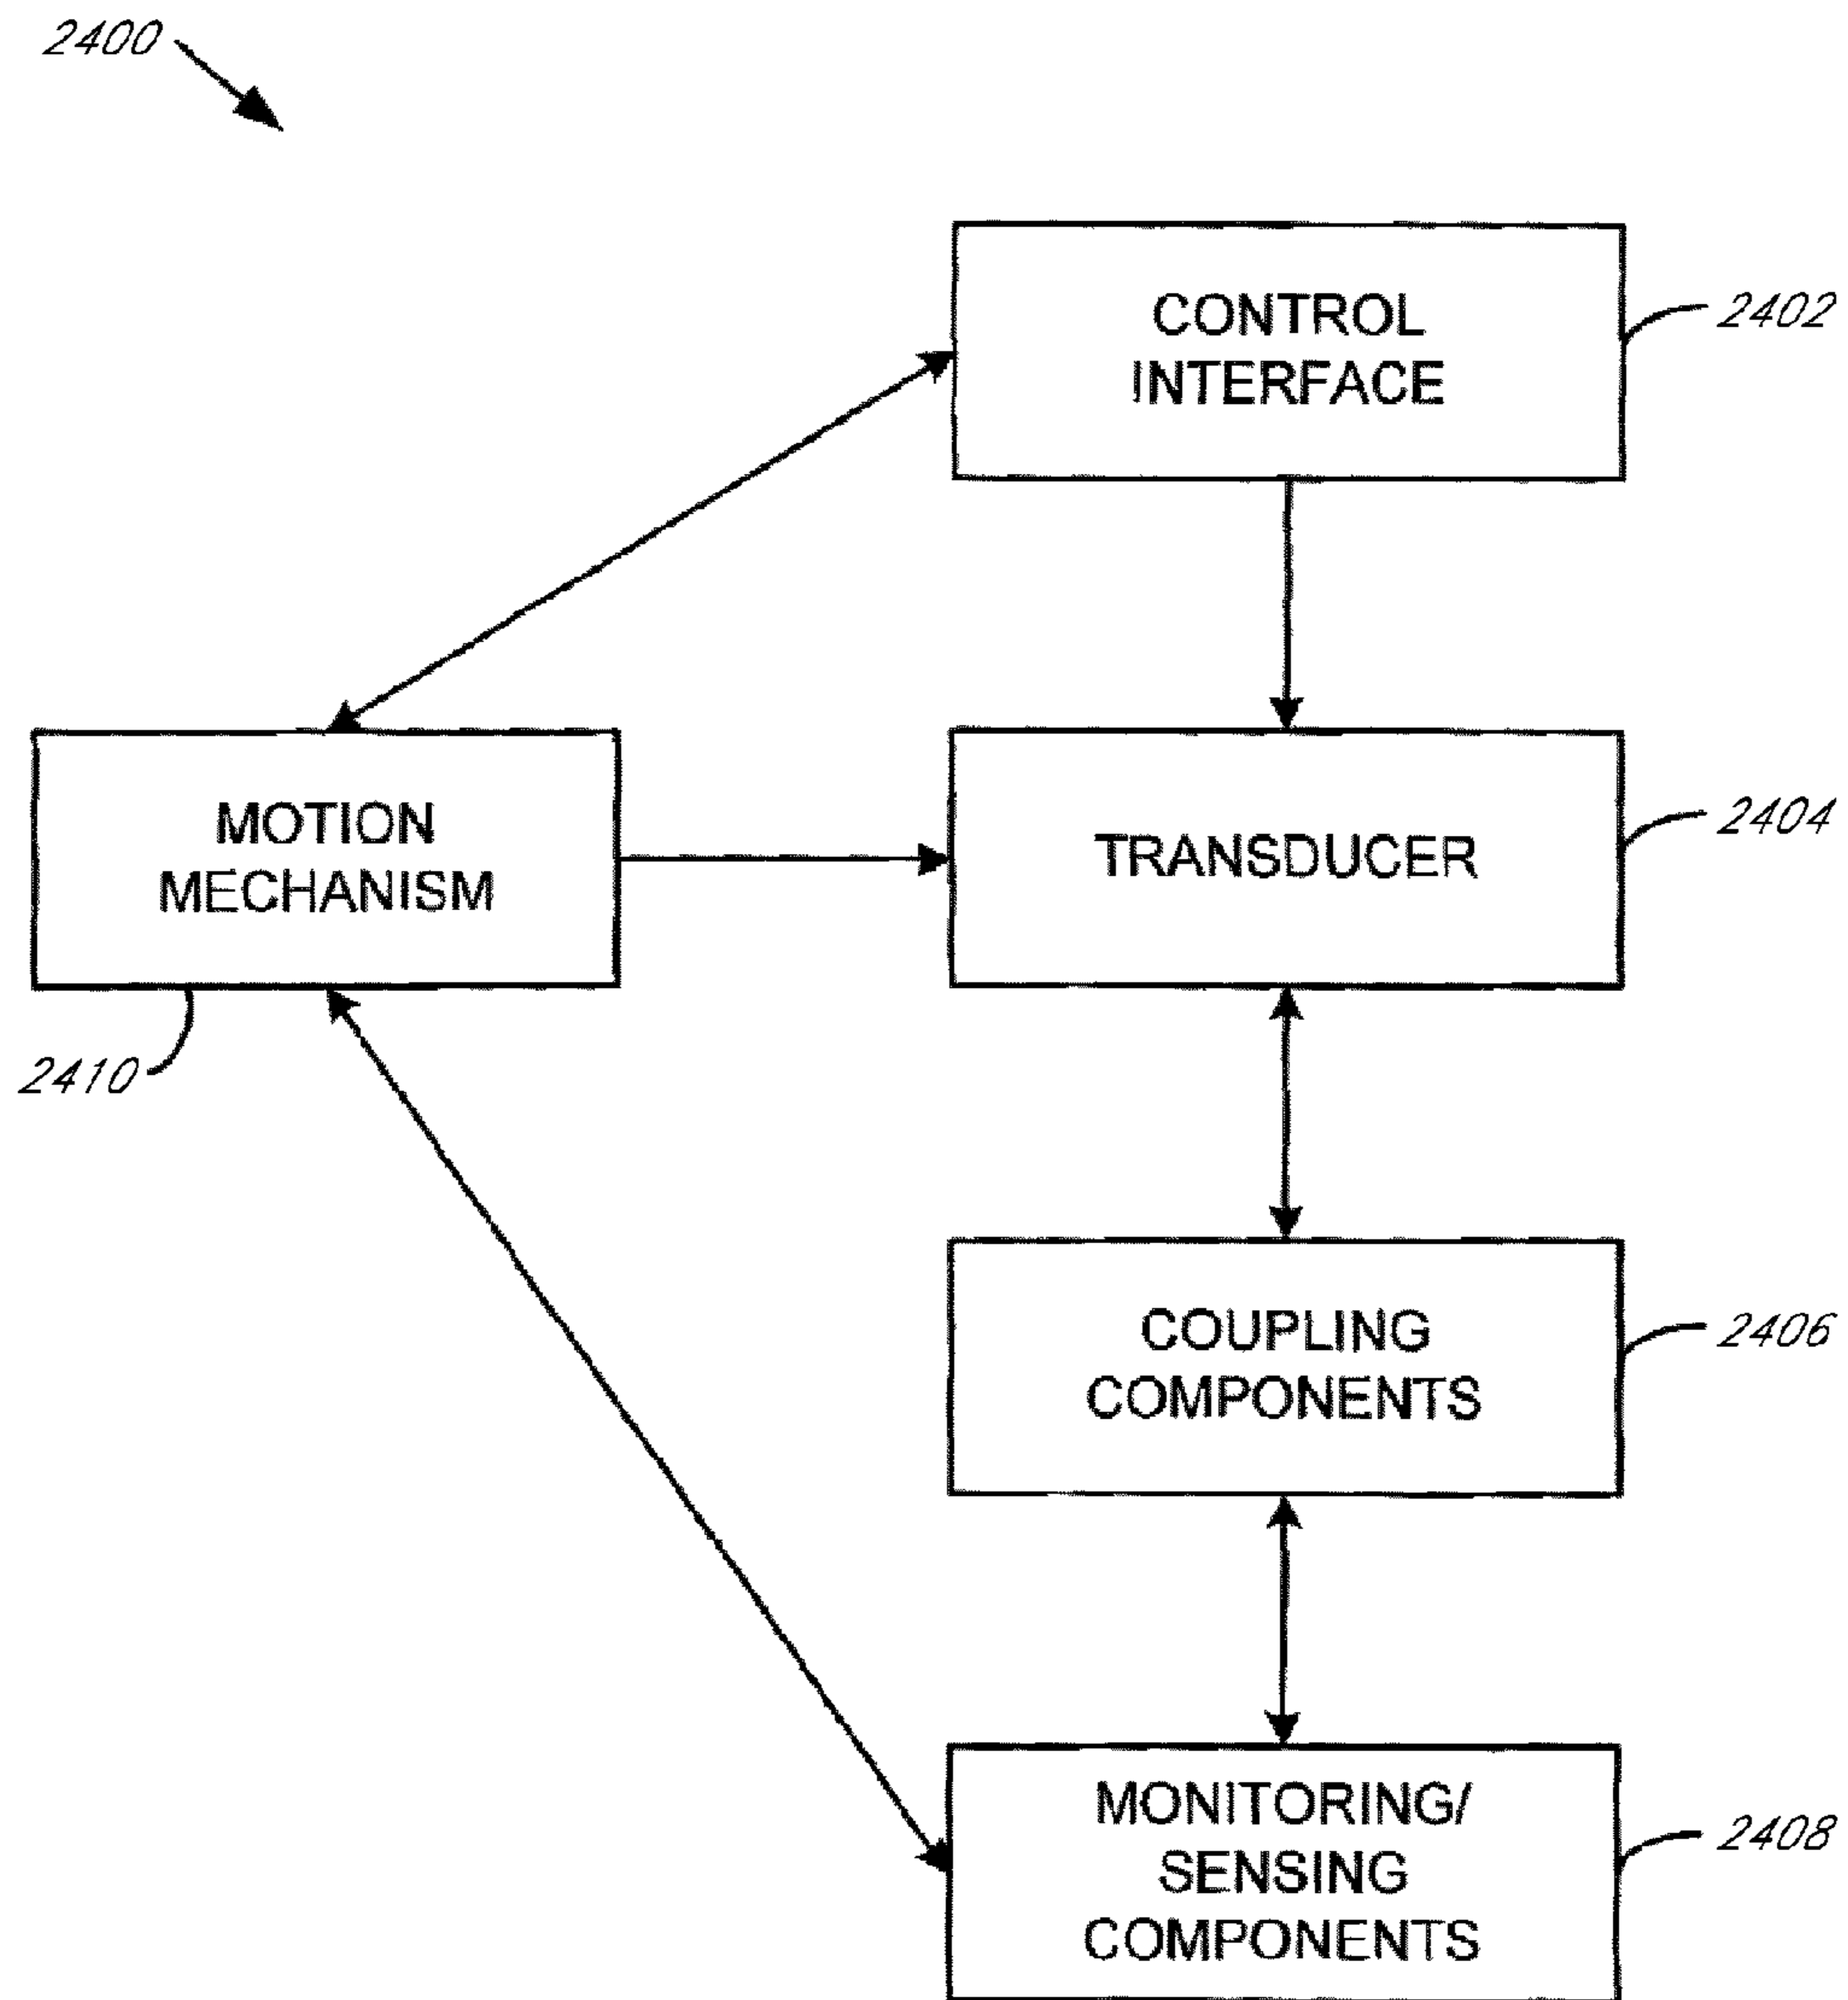 2400
CONTROL
INTERFACE
2402
MOTION
MECHANISM
2410
TRANSDUCER
2404
COUPLING
COMPONENTS
2406
MONITORING/
SENSING
COMPONENTS
2408